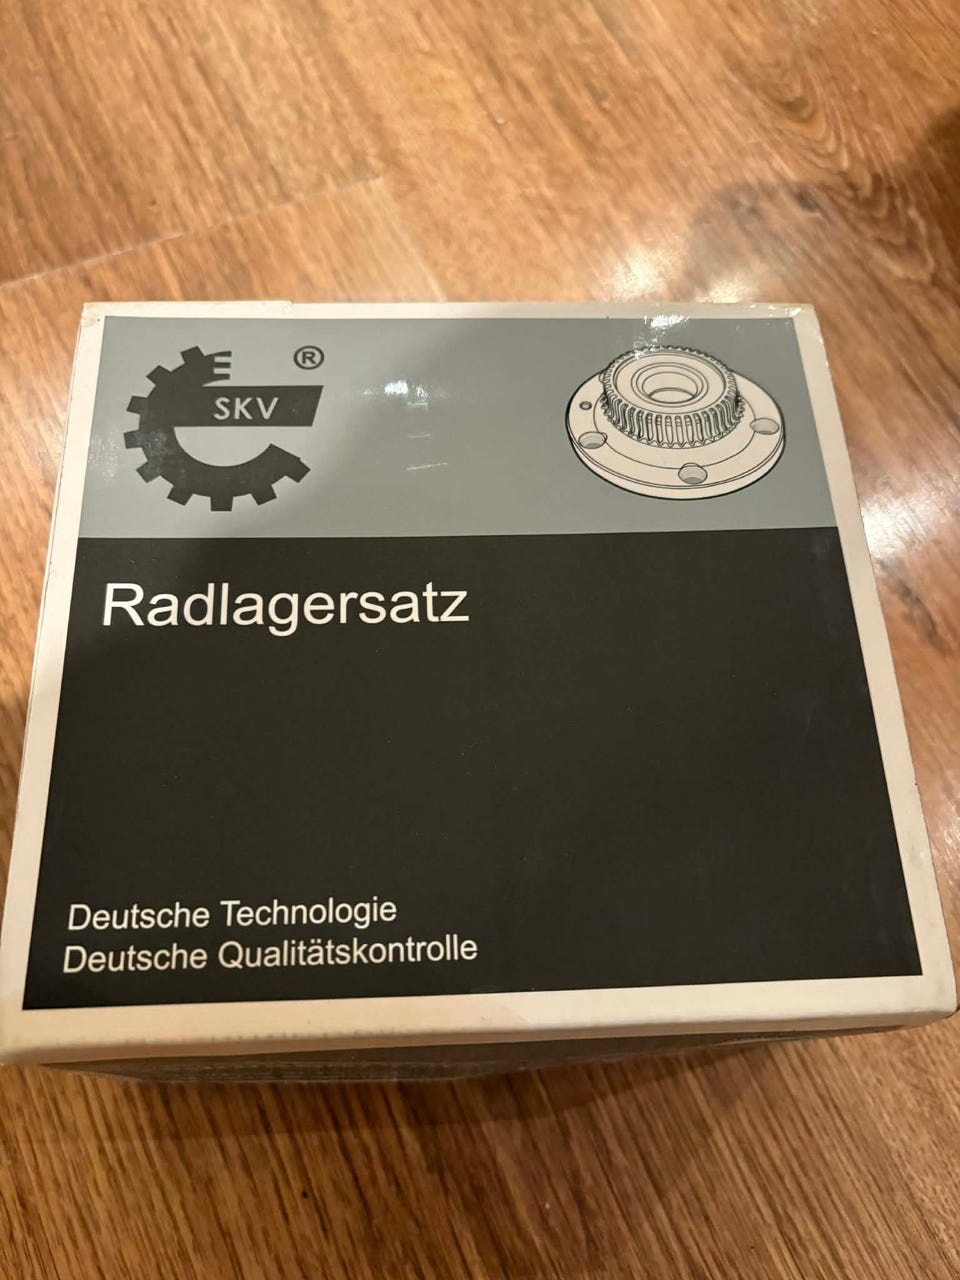 ®
SKV
Radlagersatz
Deutsche Technologie
Deutsche Qualitätskontrolle